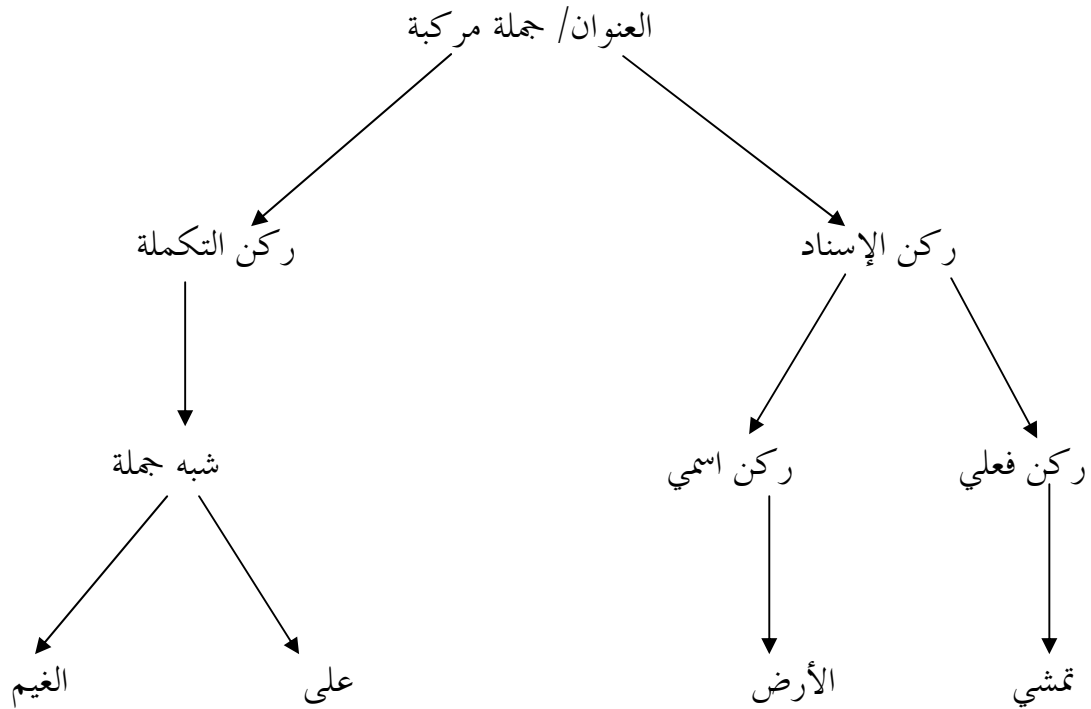 العنوان/ جملة مركبة
ركن الإسناد ركن التكملة
ركن فعلي ركن اسمي شبه جملة
تمشي الأرض على الغيم